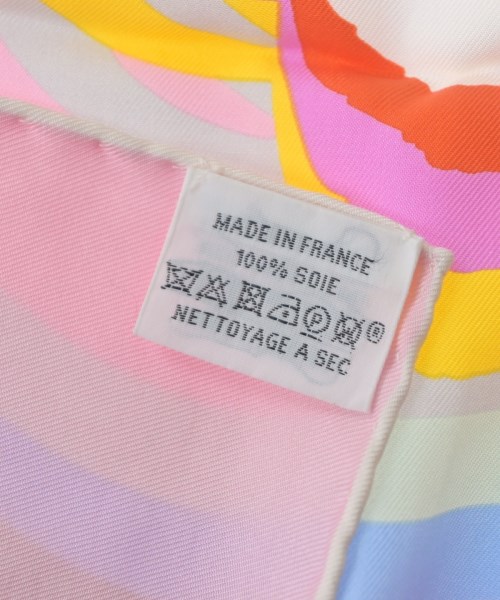 MADE IN FRANCE
100% SOIE
P W ®
NETTOYAGE A SEC